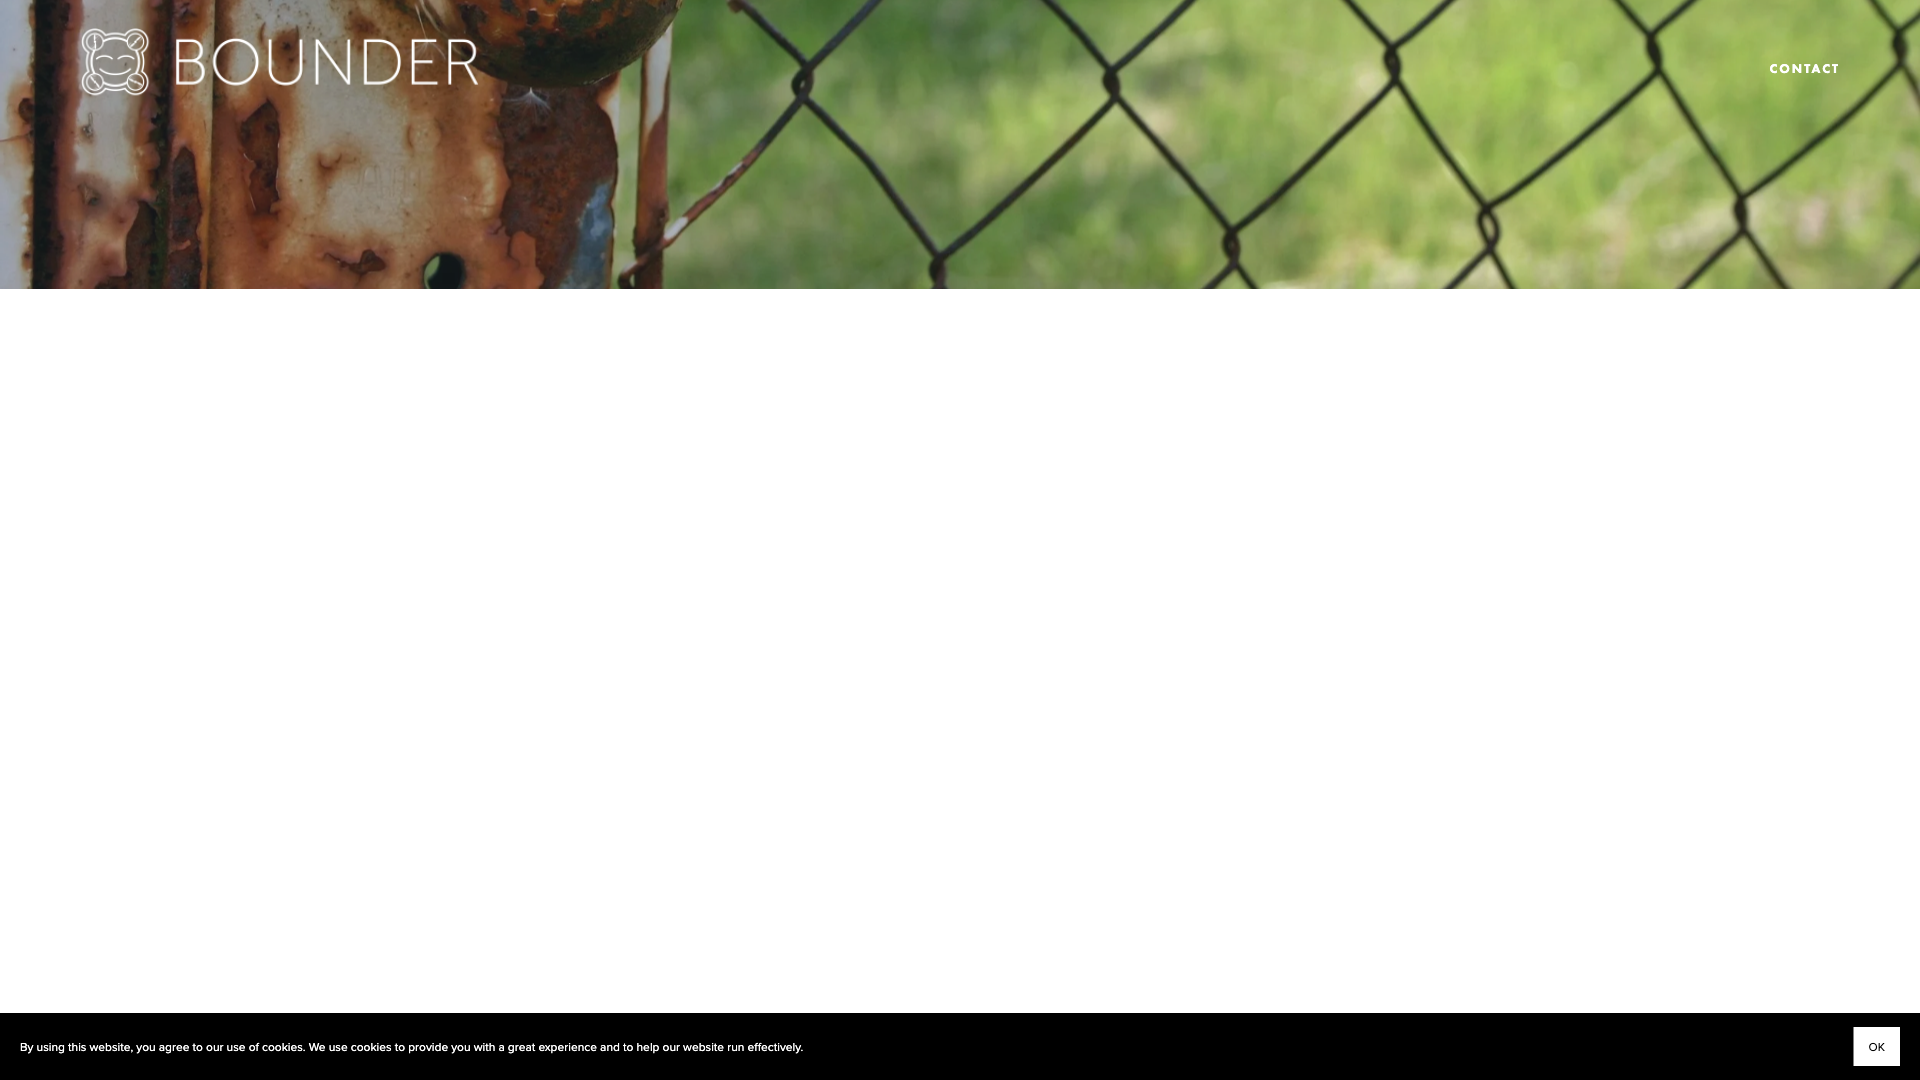 BOUNDER
CONTACT
By using this website, you agree to our use of cookies. We use cookies to provide you with a great experience and to help our website run effectively.
OK